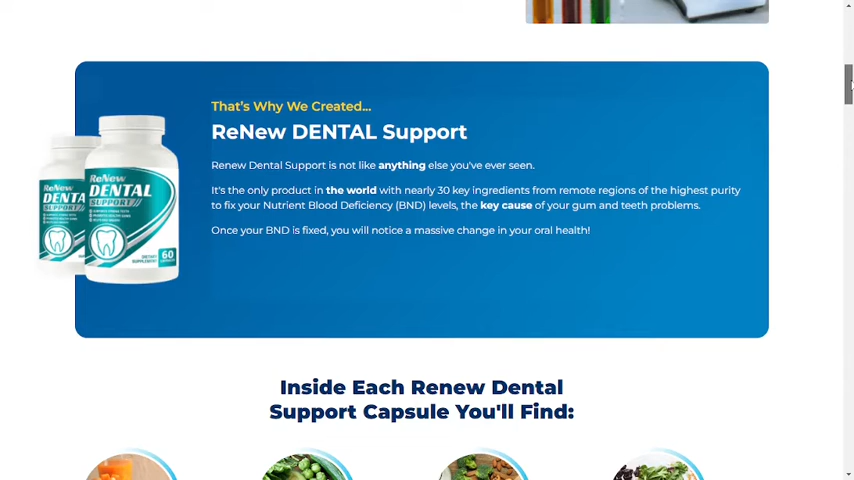 That's Why We Created...
ReNew DENTAL Support
Renew Dental Support is not like anything else you've ever seen.
It's the only product in the world with nearly 30 key ingredients from remote regions of the highest purity
to fix your Nutrient Blood Deficiency (BND) levels, the key cause of your gum and teeth problems.
Once your BND is fixed, you will notice a massive change in your oral health!
ReNew
DENTAL
SUPPORT
60
ReNew
DENTA
SUPPORT
Inside Each Renew Dental
Support Capsule You'll Find: